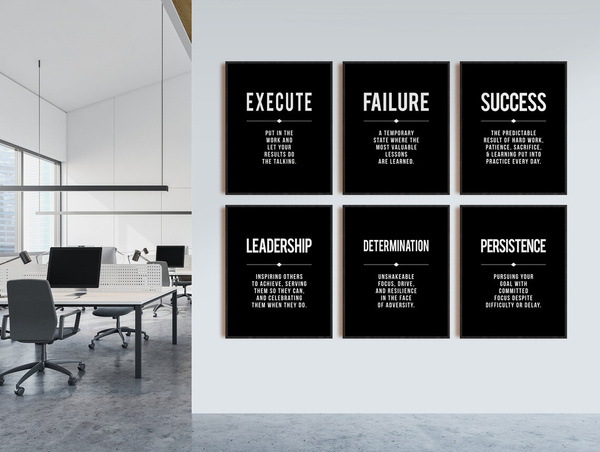 EXECUTE
PUT IN THE
WORK AND
LET YOUR
RESULTS DO
THE TALKING.
FAILURE
A TEMPORARY
STATE WHERE THE
MOST VALUABLE
LESSONS
ARE LEARNED.
SUCCESS
THE PREDICTABLE
RESULT OF HARD WORK,
PATIENCE, SACRIFICE,
& LEARNING PUT INTO
PRACTICE EVERY DAY.
LEADERSHIP
INSPIRING OTHERS
TO ACHIEVE, SERVING
THEM SO THEY CAN,
AND CELEBRATING
THEM WHEN THEY DO.
DETERMINATION
UNSHAKEABLE
FOCUS, DRIVE,
AND RESILIENCE
IN THE FACE
OF ADVERSITY.
PERSISTENCE
PURSUING YOUR
GOAL WITH
COMMITTED
FOCUS DESPITE
DIFFICULTY OR DELAY.